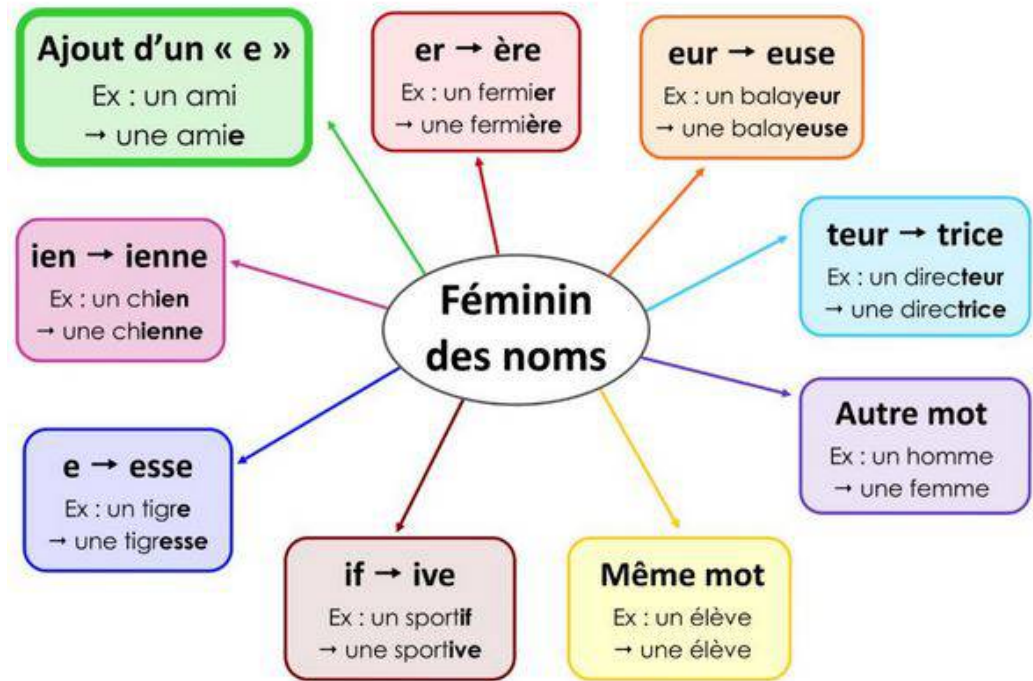 Ajout d'un « e »
Ex : un ami
→ une amie
er → ère
Ex : un fermier
→ une fermière
eur → euse
Ex : un balayeur
→ une balayeuse
ien → ienne
Ex : un chien
→ une chienne
Féminin
des noms
teur → trice
Ex : un directeur
→ une directrice
e → esse
Ex : un tigre
→ une tigresse
Autre mot
Ex : un homme
→ une femme
if → ive
Ex : un sportif
→ une sportive
Même mot
Ex : un élève
→ une élève